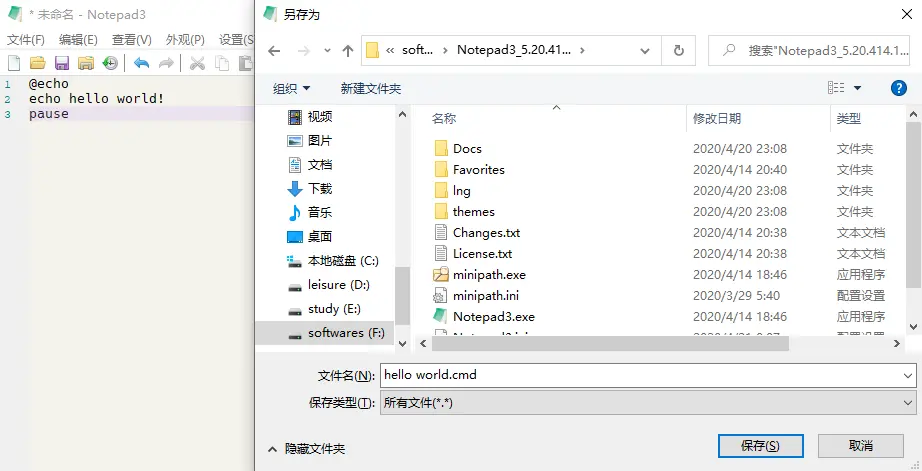 * 未命名 - Notepad3
文件(F) 编辑(E) 查看(V) 外观(P) 设置(S
1 @echo
2 echo hello world!
3 pause
另存为
« soft... › Notepad3_5.20.41... ›
搜索"Notepad3_5.20.414.1...
组织 新建文件夹
视频
图片
文档
下载
音乐
桌面
本地磁盘 (C:)
leisure (D:)
study (E:)
softwares (F:)
名称 修改日期 类型
Docs 2020/4/20 23:08 文件夹
Favorites 2020/4/14 20:40 文件夹
lng 2020/4/20 23:08 文件夹
themes 2020/4/20 23:08 文件夹
Changes.txt 2020/4/14 20:38 文本文档
License.txt 2020/4/14 20:38 文本文档
minipath.exe 2020/4/14 18:46 应用程序
minipath.ini 2020/3/29 5:40 配置设置
Notepad3.exe 2020/4/14 18:46 应用程序
文件名(N): hello world.cmd
保存类型(T): 所有文件(*.*)
隐藏文件夹 保存(S) 取消